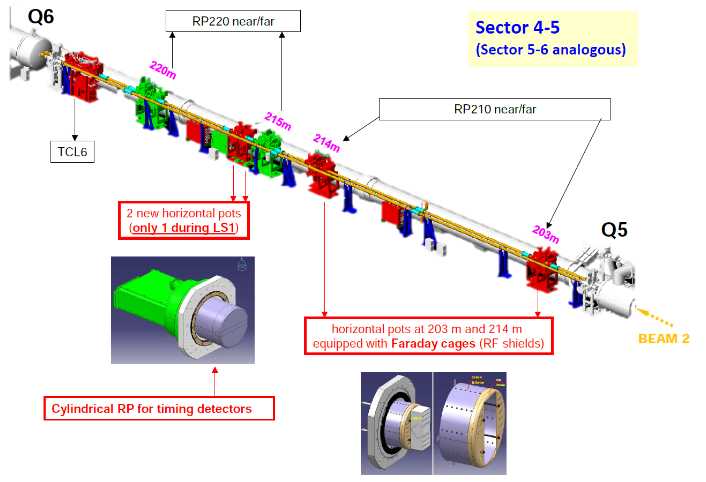 Q6
RP220 near/far
Sector 4-5
(Sector 5-6 analogous)
220m
RP210 near/far
215m
214m
TCL6
2 new horizontal pots
(only 1 during LS1)
203m
Q5
horizontal pots at 203 m and 214 m
equipped with Faraday cages (RF shields)
BEAM 2
Cylindrical RP for timing detectors